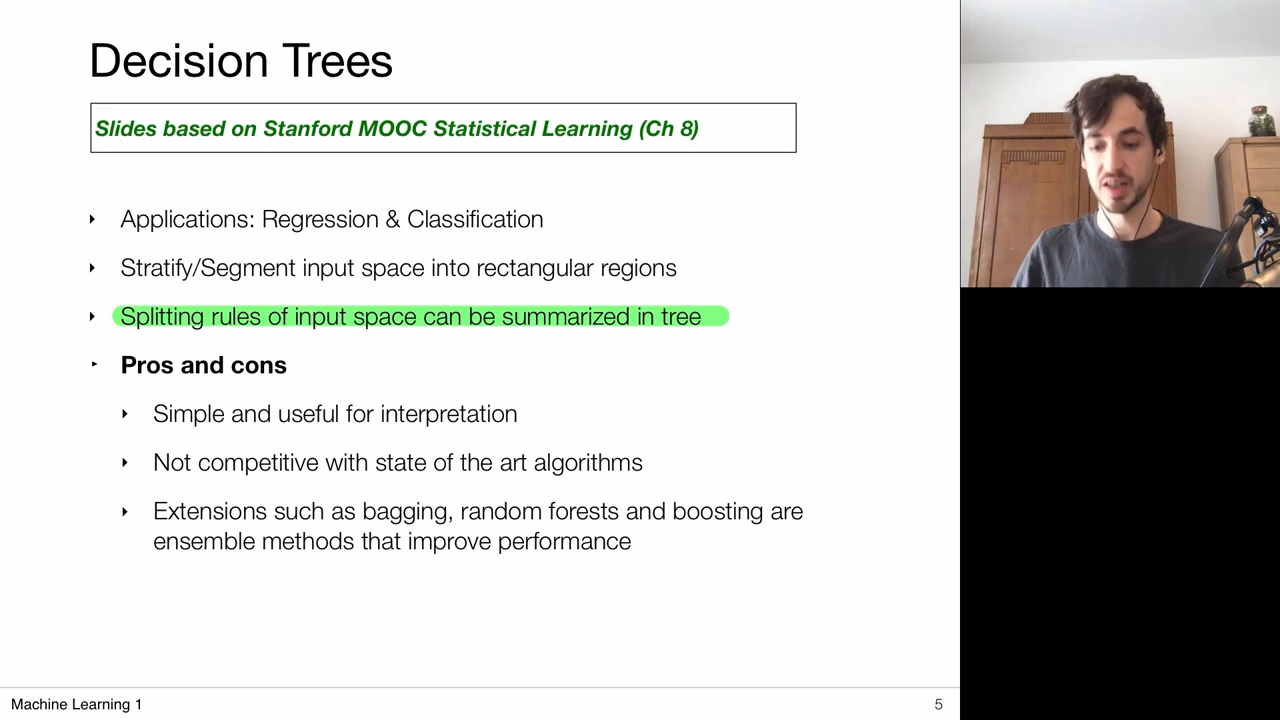 Decision Trees
Slides based on Stanford MOOC Statistical Learning (Ch 8)
Applications: Regression & Classification
Stratify/Segment input space into rectangular regions
Splitting rules of input space can be summarized in tree
Pros and cons
Simple and useful for interpretation
Not competitive with state of the art algorithms
Extensions such as bagging, random forests and boosting are
ensemble methods that improve performance
Machine Learning 1
5